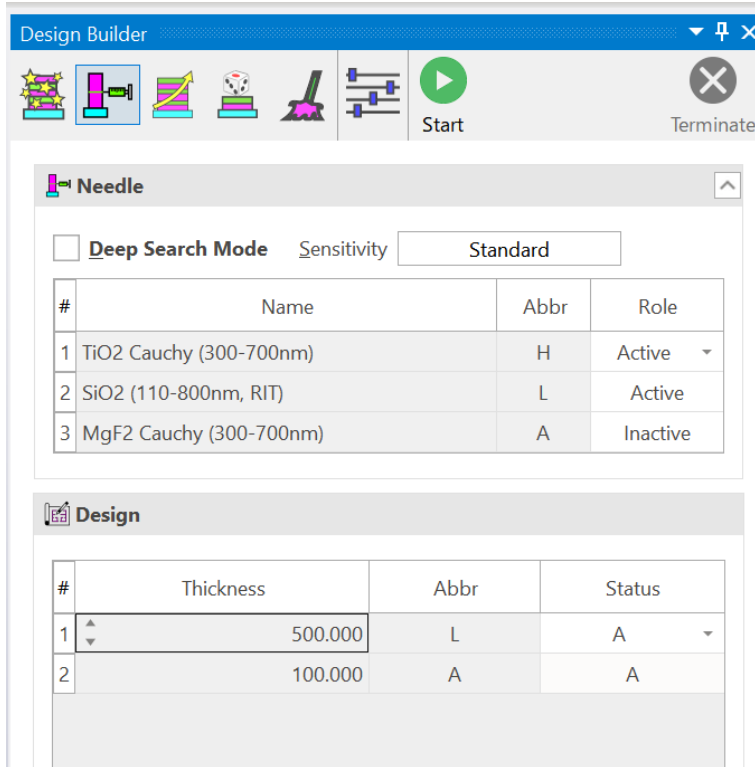 Design Builder
Start
Terminate
Needle
Deep Search Mode Sensitivity Standard
# Name Abbr Role
1 TiO2 Cauchy (300-700nm) H Active
2 SiO2 (110-800nm, RIT) L Active
3 MgF2 Cauchy (300-700nm) A Inactive
Design
# Thickness Abbr Status
1 500.000 L A
2 100.000 A A